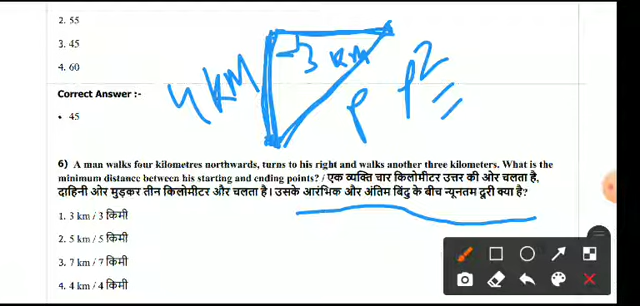 2. 55
3. 45
4. 60
Correct Answer :-
• 45
4 KM
3 KM
P
P2
6) A man walks four kilometres northwards, turns to his right and walks another three kilometers. What is the
minimum distance between his starting and ending points? / एक व्यक्ति चार किलोमीटर उत्तर की ओर चलता है,
दाहिनी ओर मुड़कर तीन किलोमीटर और चलता है। उसके आरंभिक और अंतिम बिंदु के बीच न्यूनतम दूरी क्या है?
1. 3 km / 3 किमी
2. 5 km / 5 किमी
3. 7 km / 7 किमी
4. 4 km / 4 किमी